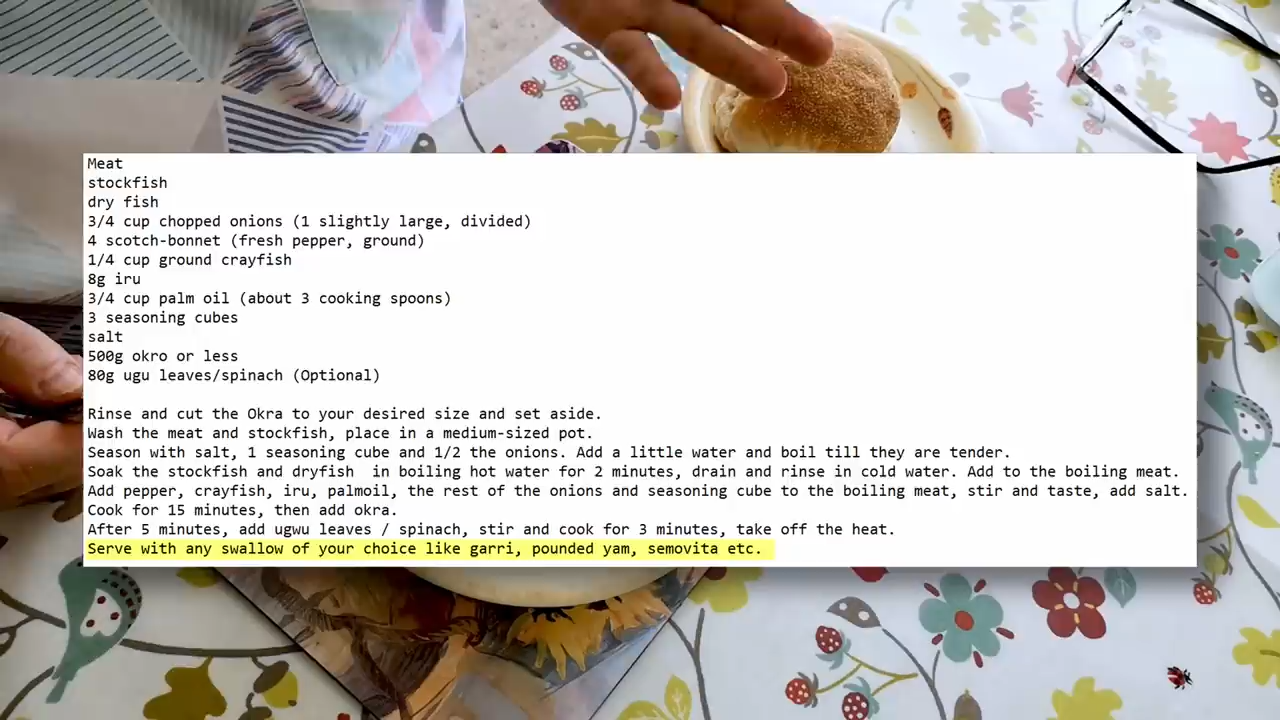 Meat
stockfish
dry fish
3/4 cup chopped onions (1 slightly large, divided)
4 scotch-bonnet (fresh pepper, ground)
1/4 cup ground crayfish
8g iru
3/4 cup palm oil (about 3 cooking spoons)
3 seasoning cubes
salt
500g okro or less
80g ugu leaves/spinach (Optional)

Rinse and cut the Okra to your desired size and set aside.
Wash the meat and stockfish, place in a medium-sized pot.
Season with salt, 1 seasoning cube and 1/2 the onions. Add a little water and boil till they are tender.
Soak the stockfish and dryfish  in boiling hot water for 2 minutes, drain and rinse in cold water. Add to the boiling meat.
Add pepper, crayfish, iru, palmoil, the rest of the onions and seasoning cube to the boiling meat, stir and taste, add salt.
Cook for 15 minutes, then add okra.
After 5 minutes, add ugwu leaves / spinach, stir and cook for 3 minutes, take off the heat.
Serve with any swallow of your choice like garri, pounded yam, semovita etc.